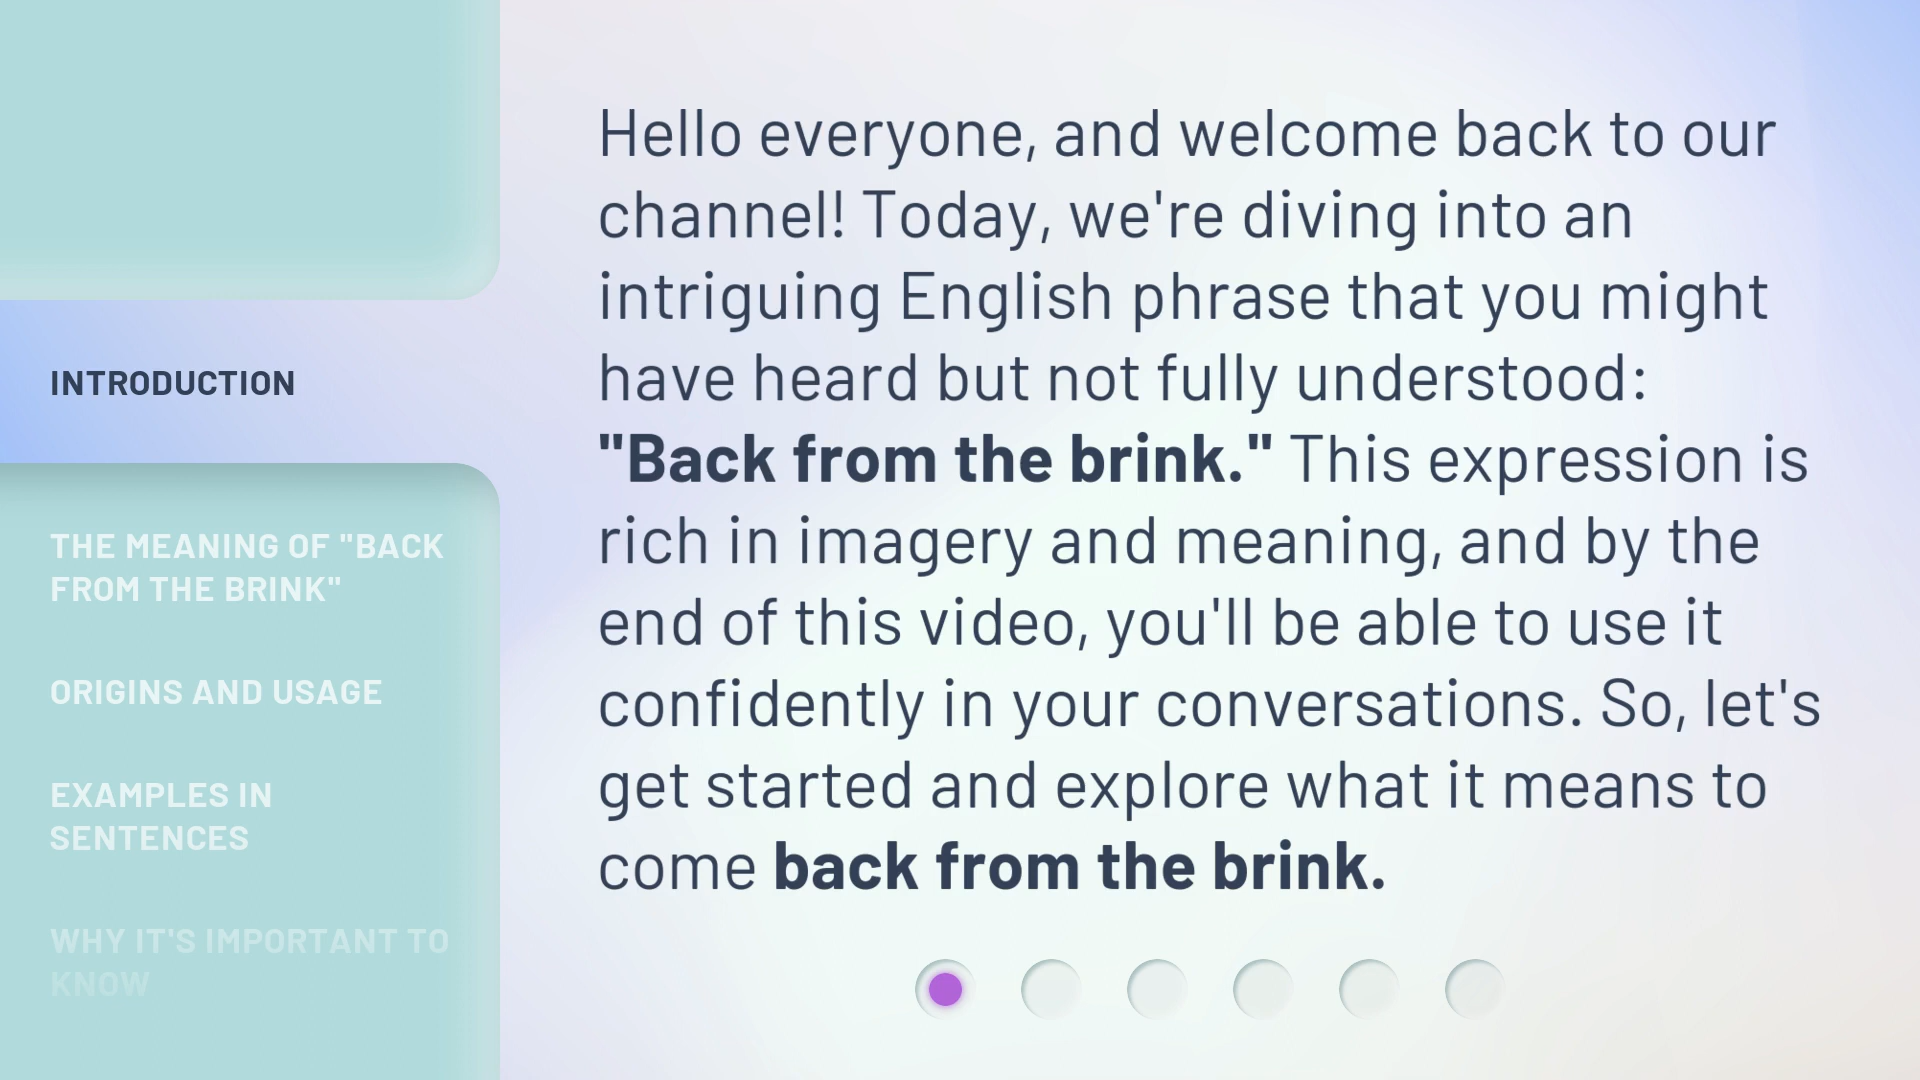 INTRODUCTION
THE MEANING OF "BACK
FROM THE BRINK"
ORIGINS AND USAGE
EXAMPLES IN
SENTENCES
WHY IT'S IMPORTANT TO
KNOW
Hello everyone, and welcome back to our
channel! Today, we're diving into an
intriguing English phrase that you might
have heard but not fully understood:
"Back from the brink." This expression is
rich in imagery and meaning, and by the
end of this video, you'll be able to use it
confidently in your conversations. So, let's
get started and explore what it means to
come back from the brink.